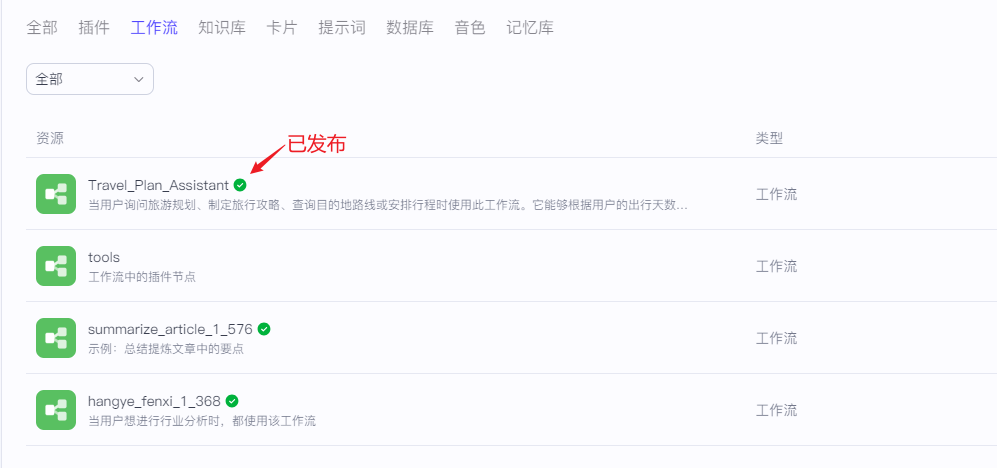 全部 插件 工作流 知识库 卡片 提示词 数据库 音色 记忆库
全部
资源 类型
已发布
Travel_Plan_Assistant
当用户询问旅游规划、制定旅行攻略、查询目的地路线或安排行程时使用此工作流。它能够根据用户的出行天数...
工作流
tools
工作流中的插件节点
工作流
summarize_article_1_576
示例：总结提炼文章中的要点
工作流
hangye_fenxi_1_368
当用户想进行行业分析时，都使用该工作流
工作流